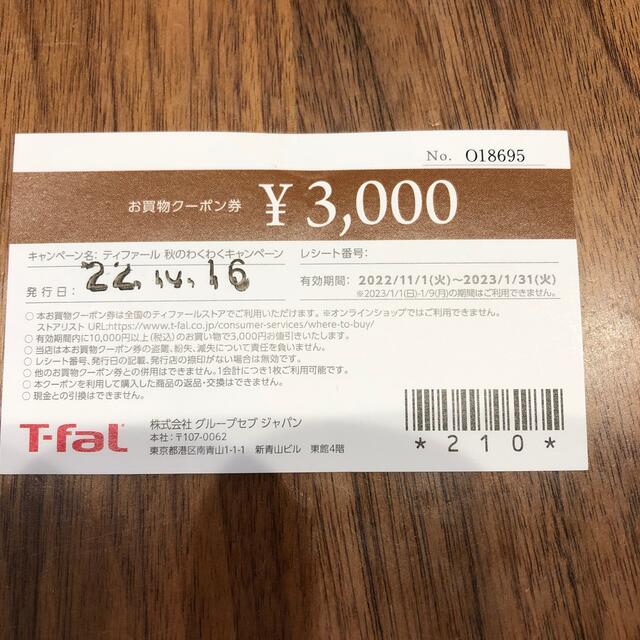 No. O18695
お買物クーポン券 ¥3,000
キャンペーン名: ティファール 秋のわくわくキャンペーン
発行日: 22.10.16
レシート番号:
有効期間: 2022/11/1(火)~2023/1/31(火)
※2023/1/1(日)-1/9(月)の期間はご利用できません。
○本お買物クーポン券は全国のティファールストアでご利用いただけます。※オンラインショップではご利用できません。
ストアリスト URL:https://www.t-fal.co.jp/consumer-services/where-to-buy/
○有効期間内に10,000円以上(税込)のお買い物で3,000円お値引きいたします。
○当店は本お買物クーポン券の盗難、紛失、滅失について責任を負いません。
○レシート番号、発行日の記載、発行店の捺印がない場合は無効です。
○他のお買物クーポン券との併用はできません。1会計につき1枚ご利用可能です。
○本クーポンを利用して購入した商品の返品・交換はできません。
○現金との引換はできません。
T-fal
株式会社 グループセブ ジャパン
本社:〒107-0062
東京都港区南青山1-1-1 新青山ビル 東館4階
*210*